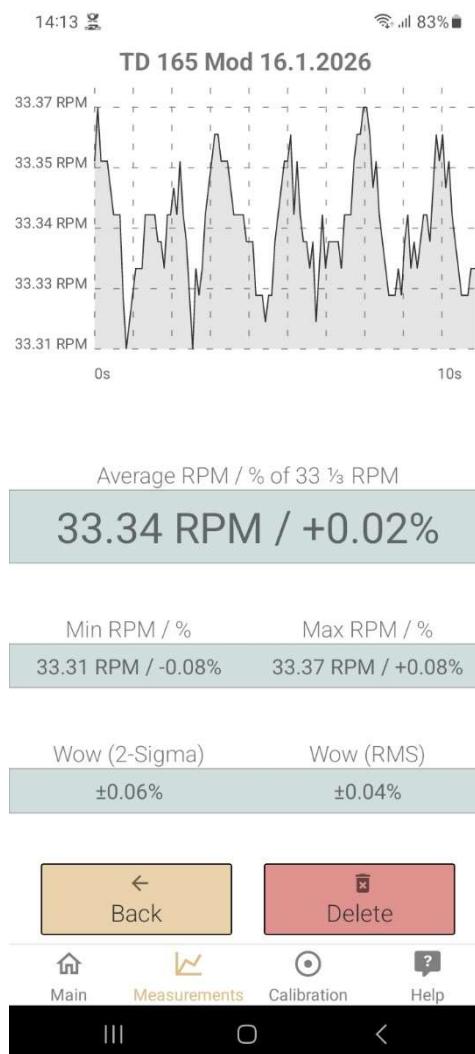 14:13 83%
TD 165 Mod 16.1.2026
33.37 RPM
33.35 RPM
33.34 RPM
33.33 RPM
33.31 RPM
0s 10s
Average RPM / % of 33 ⅓ RPM
33.34 RPM / +0.02%
Min RPM / % Max RPM / %
33.31 RPM / -0.08% 33.37 RPM / +0.08%
Wow (2-Sigma) Wow (RMS)
±0.06% ±0.04%
Back Delete
Main Measurements Calibration Help